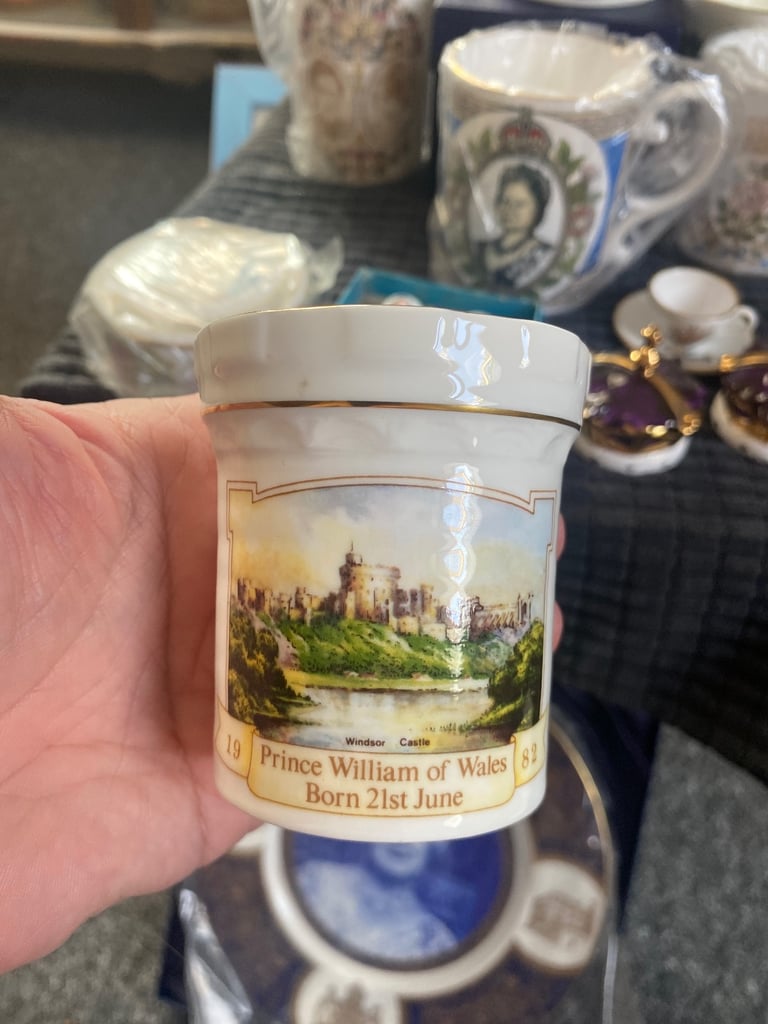 Windsor Castle
19 Prince William of Wales 82
Born 21st June